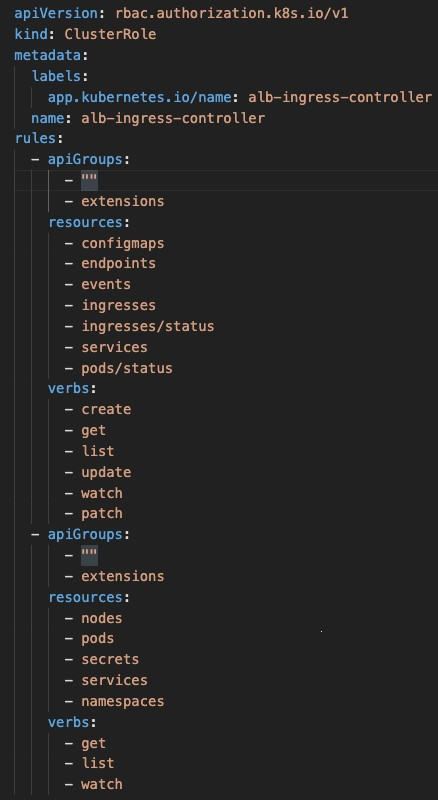 apiVersion: rbac.authorization.k8s.io/v1
kind: ClusterRole
metadata:
  labels:
    app.kubernetes.io/name: alb-ingress-controller
  name: alb-ingress-controller
rules:
  - apiGroups:
      - ""
      - extensions
    resources:
      - configmaps
      - endpoints
      - events
      - ingresses
      - ingresses/status
      - services
      - pods/status
    verbs:
      - create
      - get
      - list
      - update
      - watch
      - patch
  - apiGroups:
      - ""
      - extensions
    resources:
      - nodes
      - pods
      - secrets
      - services
      - namespaces
    verbs:
      - get
      - list
      - watch